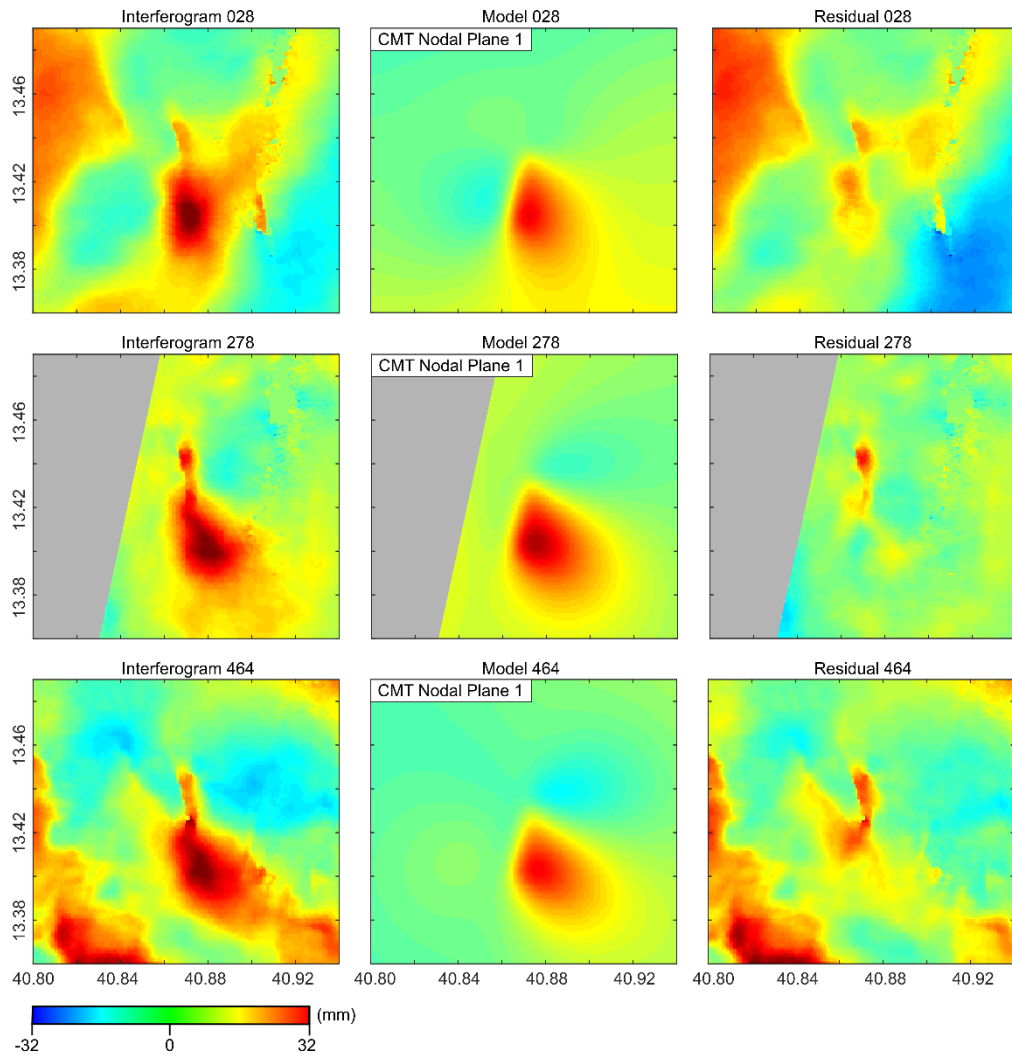 Interferogram 028
Model 028
Residual 028
CMT Nodal Plane 1
13.46
13.42
13.38
Interferogram 278
Model 278
Residual 278
CMT Nodal Plane 1
13.46
13.42
13.38
Interferogram 464
Model 464
Residual 464
CMT Nodal Plane 1
13.46
13.42
13.38
40.80 40.84 40.88 40.92 40.80 40.84 40.88 40.92 40.80 40.84 40.88 40.92
(mm)
-32 0 32